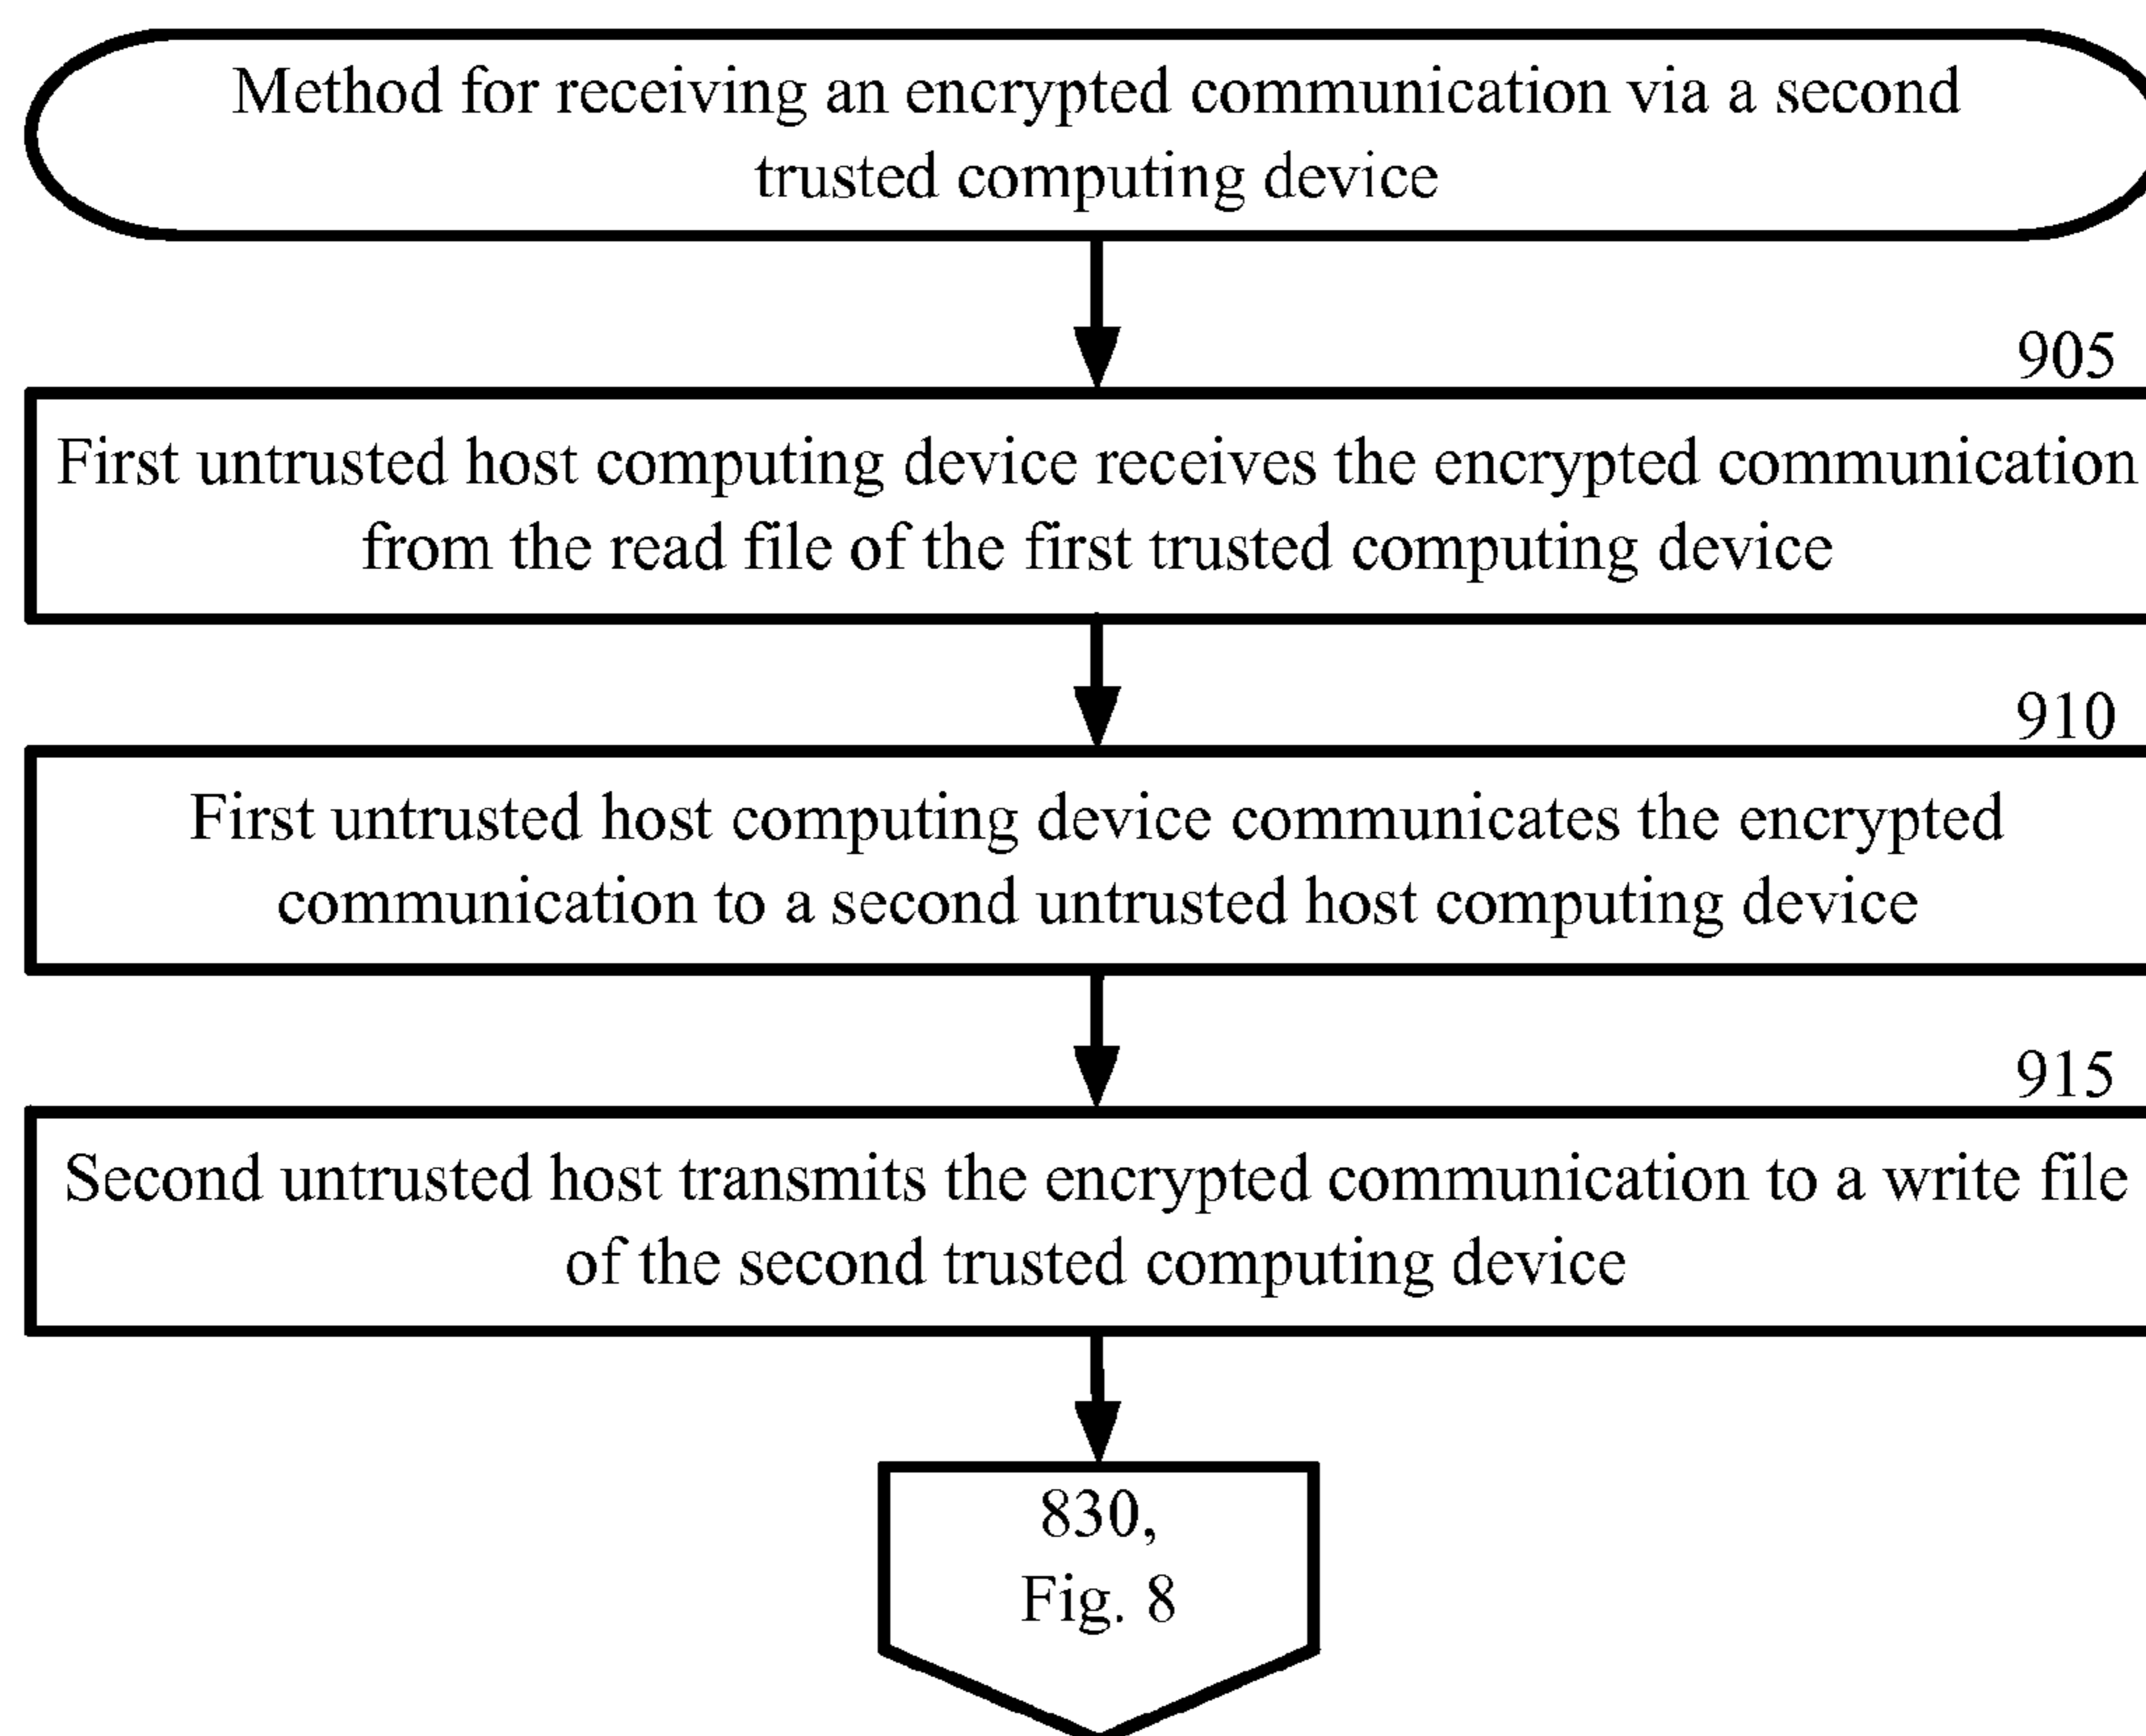 Method for receiving an encrypted communication via a second
trusted computing device
905
First untrusted host computing device receives the encrypted communication
from the read file of the first trusted computing device
910
First untrusted host computing device communicates the encrypted
communication to a second untrusted host computing device
915
Second untrusted host transmits the encrypted communication to a write file
of the second trusted computing device
830,
Fig. 8